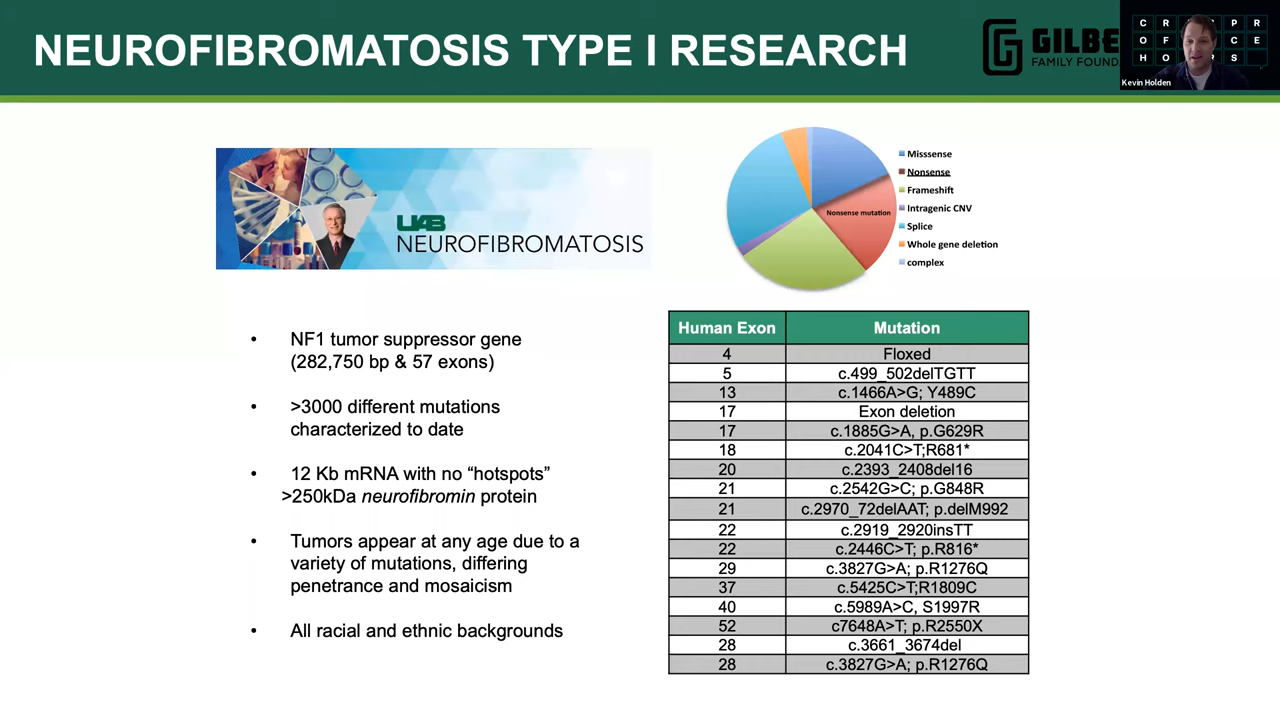 NEUROFIBROMATOSIS TYPE I RESEARCH
GILBE
FAMILY FOUND
Kevin Holden
UAB
NEUROFIBROMATOSIS
Nonsense mutation
Misssense
Nonsense
Frameshift
Intragenic CNV
Splice
Whole gene deletion
complex
• NF1 tumor suppressor gene
(282,750 bp & 57 exons)
• >3000 different mutations
characterized to date
• 12 Kb mRNA with no “hotspots”
>250kDa neurofibromin protein
• Tumors appear at any age due to a
variety of mutations, differing
penetrance and mosaicism
• All racial and ethnic backgrounds
Human Exon Mutation
4 Floxed
5 c.499_502delTGTT
13 c.1466A>G; Y489C
17 Exon deletion
17 c.1885G>A, p.G629R
18 c.2041C>T;R681*
20 c.2393_2408del16
21 c.2542G>C; p.G848R
21 c.2970_72delAAT; p.delM992
22 c.2919_2920insTT
22 c.2446C>T; p.R816*
29 c.3827G>A; p.R1276Q
37 c.5425C>T;R1809C
40 c.5989A>C, S1997R
52 c7648A>T; p.R2550X
28 c.3661_3674del
28 c.3827G>A; p.R1276Q